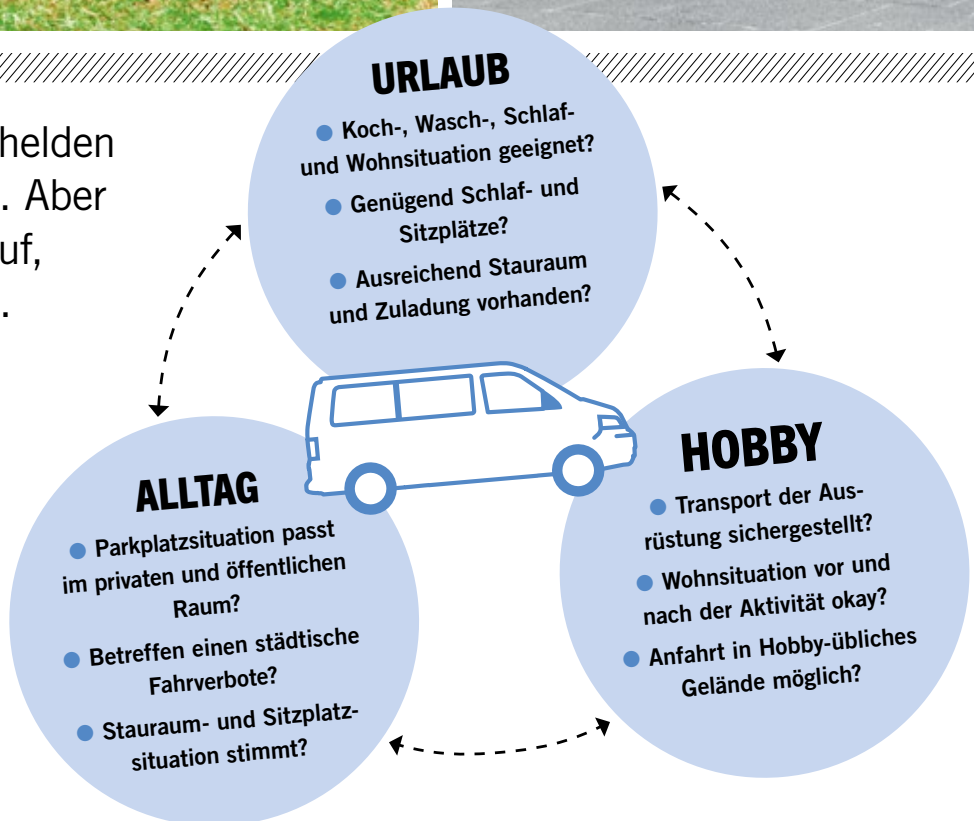 helden
. Aber
uf,
.
URLAUB
● Koch-, Wasch-, Schlaf-
und Wohnsituation geeignet?
● Genügend Schlaf- und
Sitzplätze?
● Ausreichend Stauraum
und Zuladung vorhanden?
ALLTAG
● Parkplatzsituation passt
im privaten und öffentlichen
Raum?
● Betreffen einen städtische
Fahrverbote?
● Stauraum- und Sitzplatz-
situation stimmt?
HOBBY
● Transport der Aus-
rüstung sichergestellt?
● Wohnsituation vor und
nach der Aktivität okay?
● Anfahrt in Hobby-übliches
Gelände möglich?